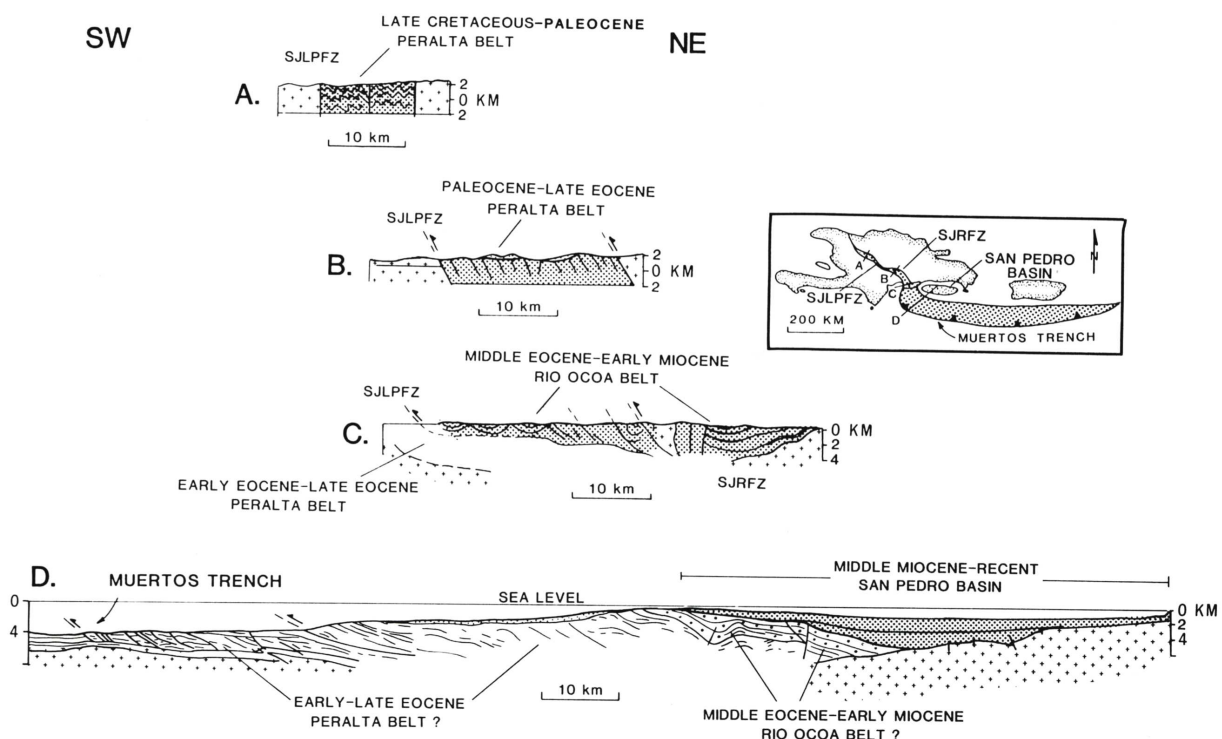 SW
NE
LATE CRETACEOUS-PALEOCENE
PERALTA BELT
SJLPFZ
A.
2
0 KM
2
10 km
PALEOCENE-LATE EOCENE
PERALTA BELT
SJLPFZ
B.
2
0 KM
2
10 km
SJRFZ
SAN PEDRO
BASIN
A
B
C
D
SJLPFZ
N
200 KM
MUERTOS TRENCH
MIDDLE EOCENE-EARLY MIOCENE
RIO OCOA BELT
SJLPFZ
C.
0 KM
2
4
EARLY EOCENE-LATE EOCENE
PERALTA BELT
10 km
SJRFZ
D.
MUERTOS TRENCH
MIDDLE MIOCENE-RECENT
SAN PEDRO BASIN
SEA LEVEL
0
4
0 KM
2
4
10 km
EARLY-LATE EOCENE
PERALTA BELT ?
MIDDLE EOCENE-EARLY MIOCENE
RIO OCOA BELT ?